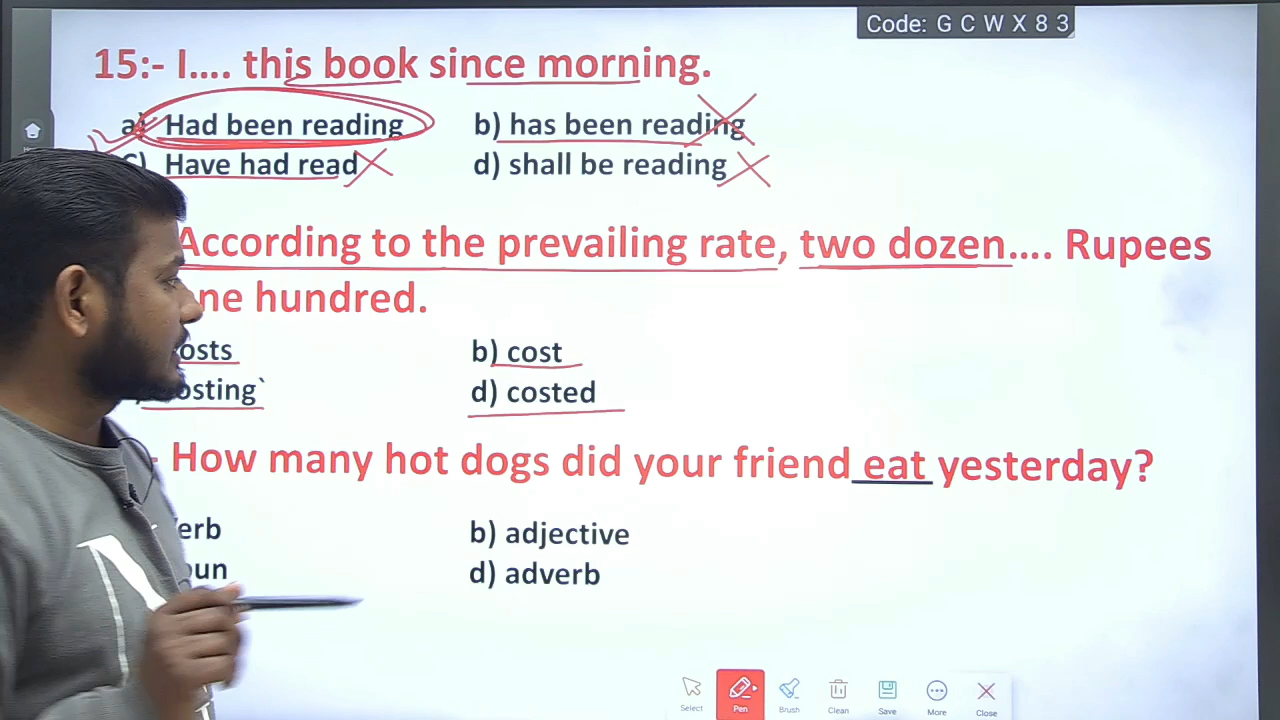 Code: G C W X 8 3
15:- I.... this book since morning.
a) Had been reading b) has been reading
C) Have had read d) shall be reading
According to the prevailing rate, two dozen.... Rupees
ne hundred.
osts b) cost
osting` d) costed
- How many hot dogs did your friend eat yesterday?
erb b) adjective
oun d) adverb
Select Pen Brush Clean Save More Close